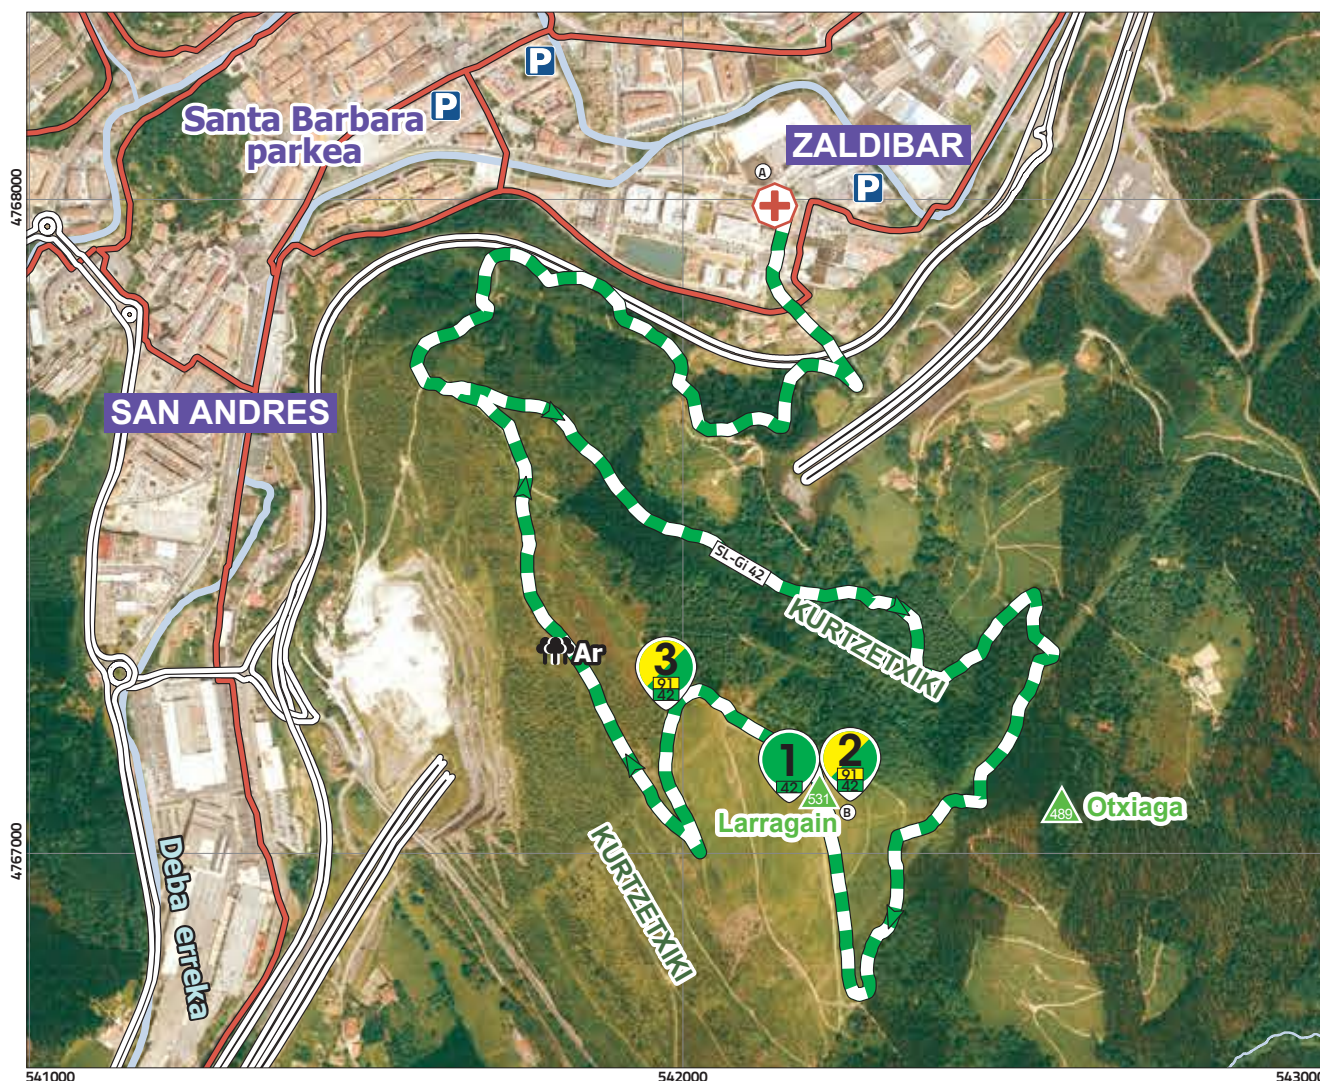 P
P
Santa Barbara
parkea
ZALDIBAR
A
P
4768000
SAN ANDRES
SL-Gi 42
KURTZETXIKI
Ar
3
91
42
1
42
2
91
42
531
B
Larragain
489
Otxiaga
4767000
KURTZETXIKI
Deba erreka
541000
542000
543000